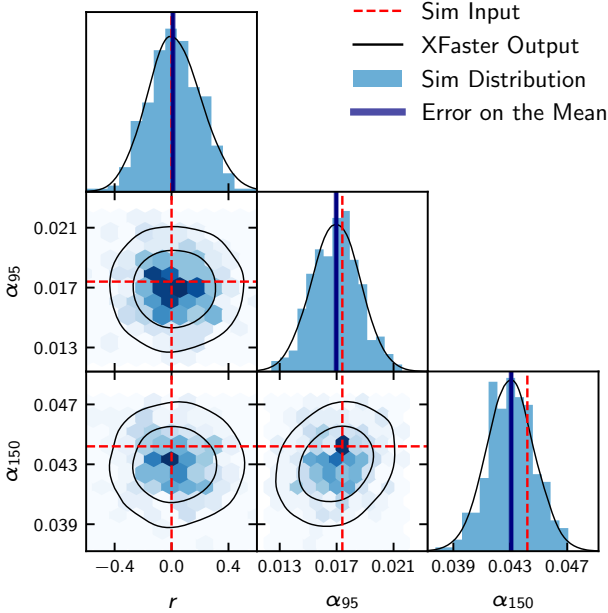 Sim Input
XFaster Output
Sim Distribution
Error on the Mean
0.021
0.017
0.013
α95
0.047
0.043
0.039
α150
−0.4 0.0 0.4
0.013 0.017 0.021
0.039 0.043 0.047
r
α95
α150